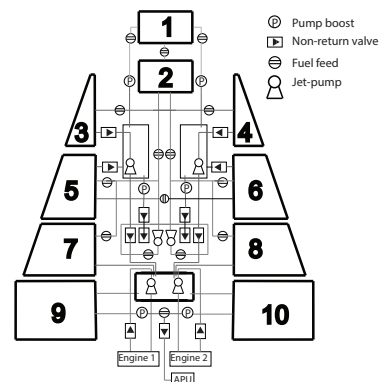 1
P Pump boost
Non-return valve
Fuel feed
Jet-pump
2
P P
3 4
5 6
P P
7 8
9 10
P P
Engine 1 Engine 2
APU